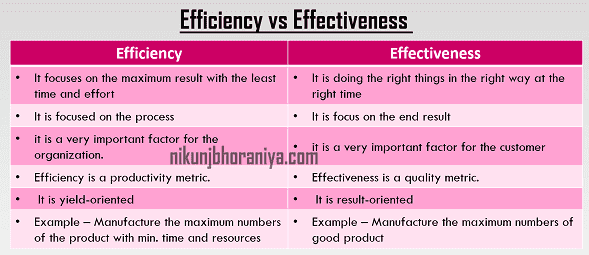 Efficiency vs Effectiveness
Efficiency
Effectiveness
• It focuses on the maximum result with the least
time and effort
• It is doing the right things in the right way at the
right time
• It is focused on the process
• It is focus on the end result
• it is a very important factor for the
organization.
• it is a very important factor for the customer
nikunjbhoraniya.com
• Efficiency is a productivity metric.
• Effectiveness is a quality metric.
• It is yield-oriented
• It is result-oriented
• Example – Manufacture the maximum numbers
of the product with min. time and resources
• Example – Manufacture the maximum numbers of
good product